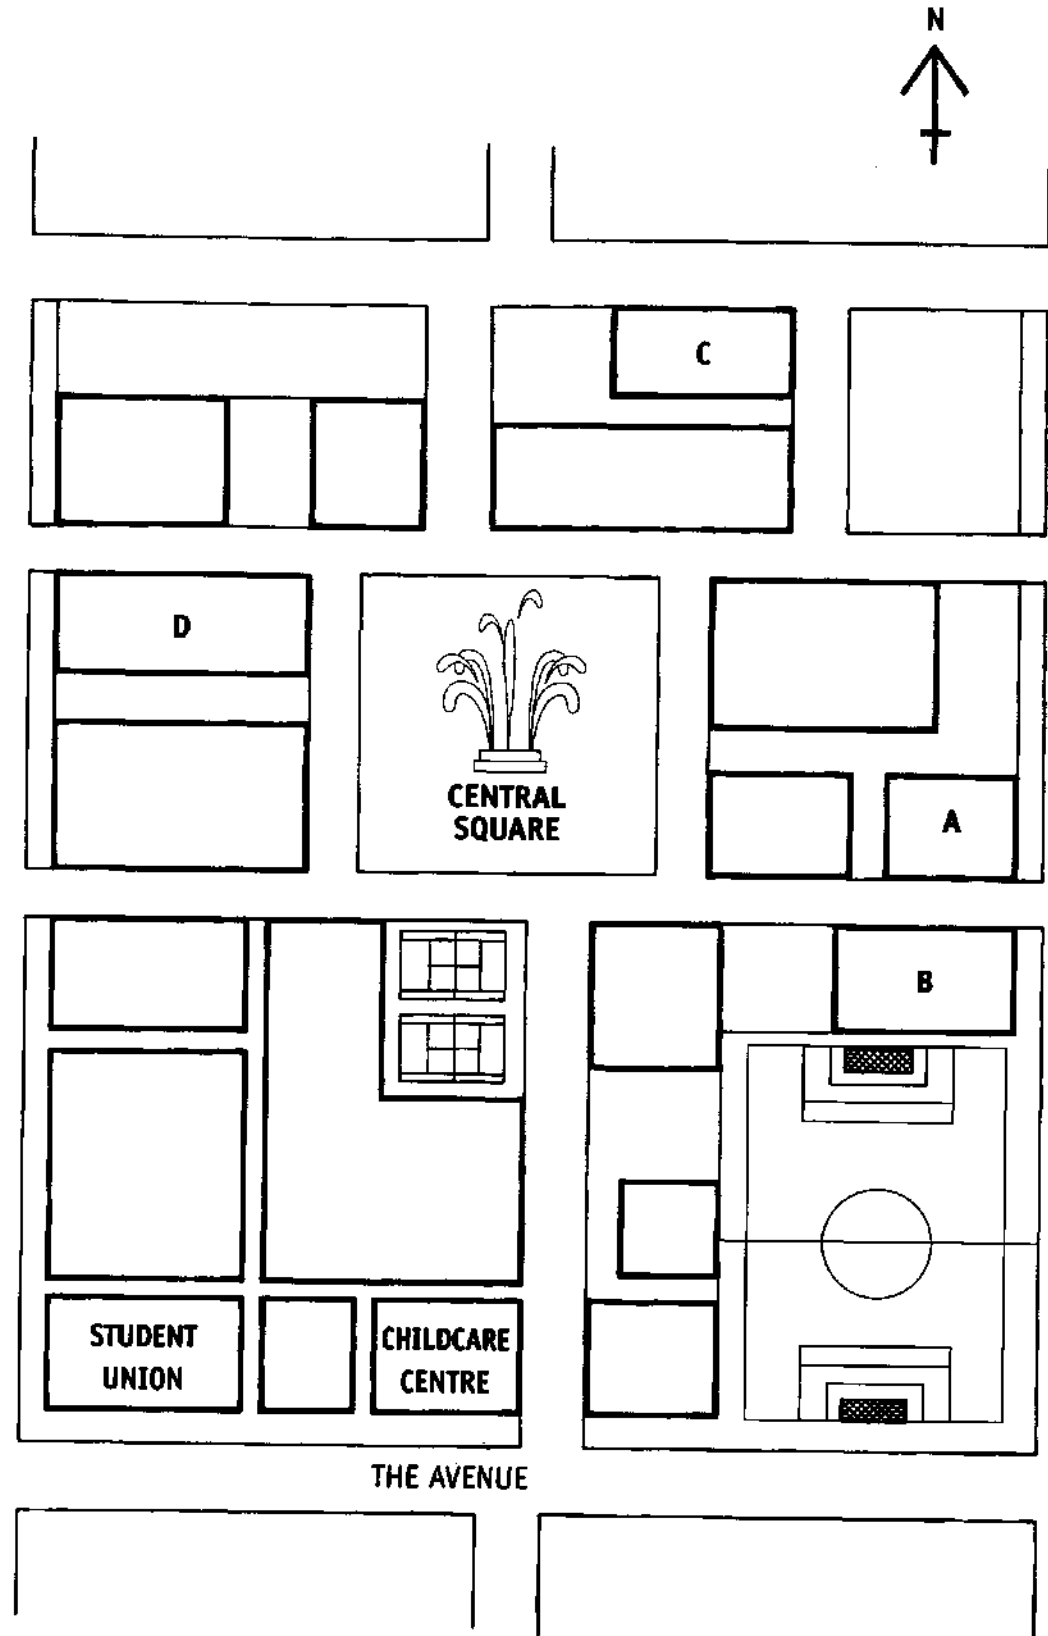 N
C
D
CENTRAL
SQUARE
A
B
STUDENT
UNION
CHILDCARE
CENTRE
THE AVENUE